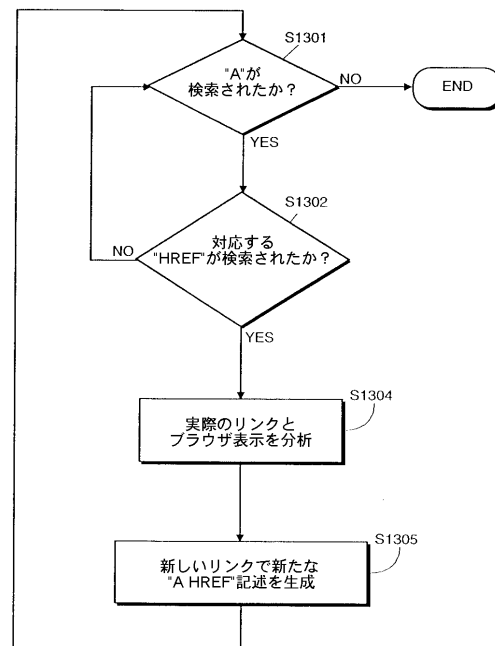 S1301
"A"が
検索されたか？
NO
END
YES
S1302
対応する
"HREF"が検索されたか？
NO
YES
S1304
実際のリンクと
ブラウザ表示を分析
S1305
新しいリンクで新たな
"A HREF"記述を生成